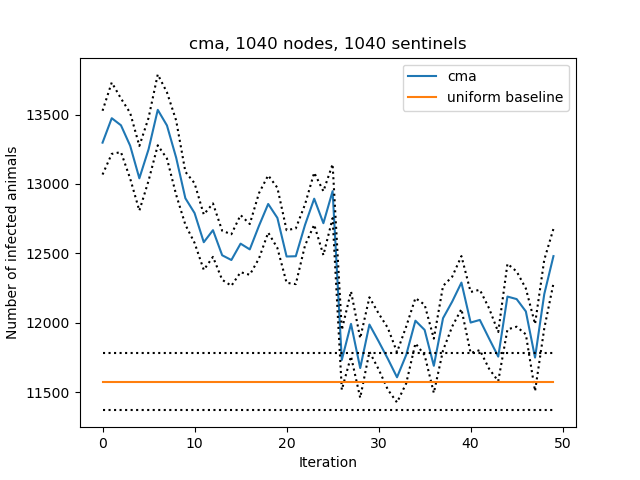 cma, 1040 nodes, 1040 sentinels
cma
uniform baseline
Number of infected animals
13500
13000
12500
12000
11500
0 10 20 30 40 50
Iteration